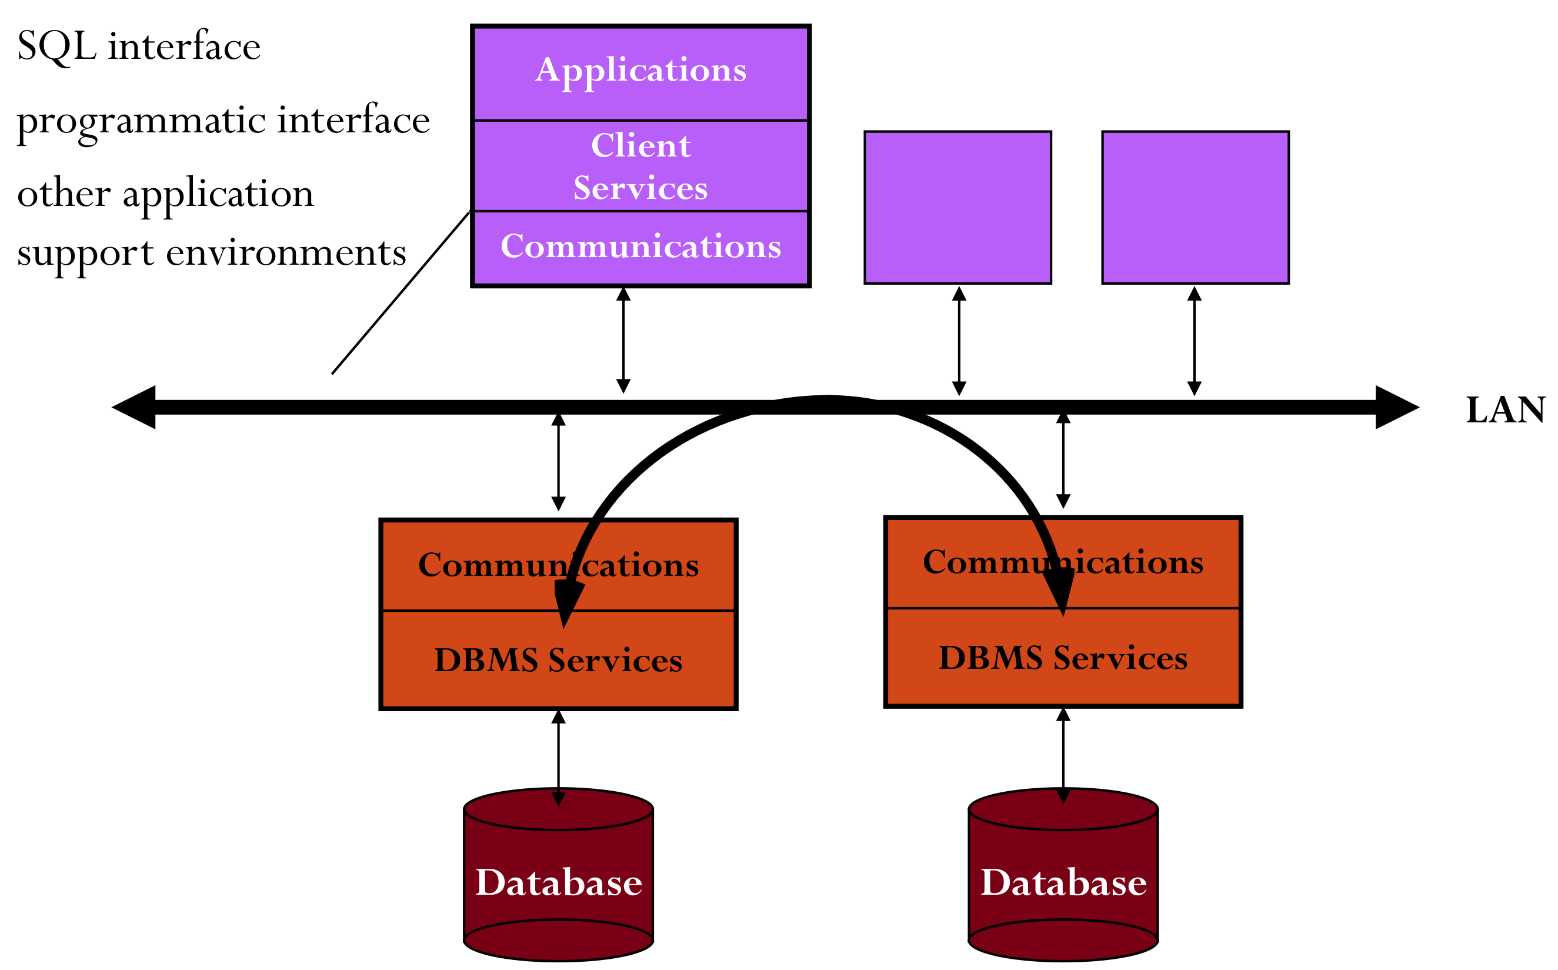 SQL interface
programmatic interface
other application
support environments
Applications
Client
Services
Communications
LAN
Communications
DBMS Services
Communications
DBMS Services
Database
Database